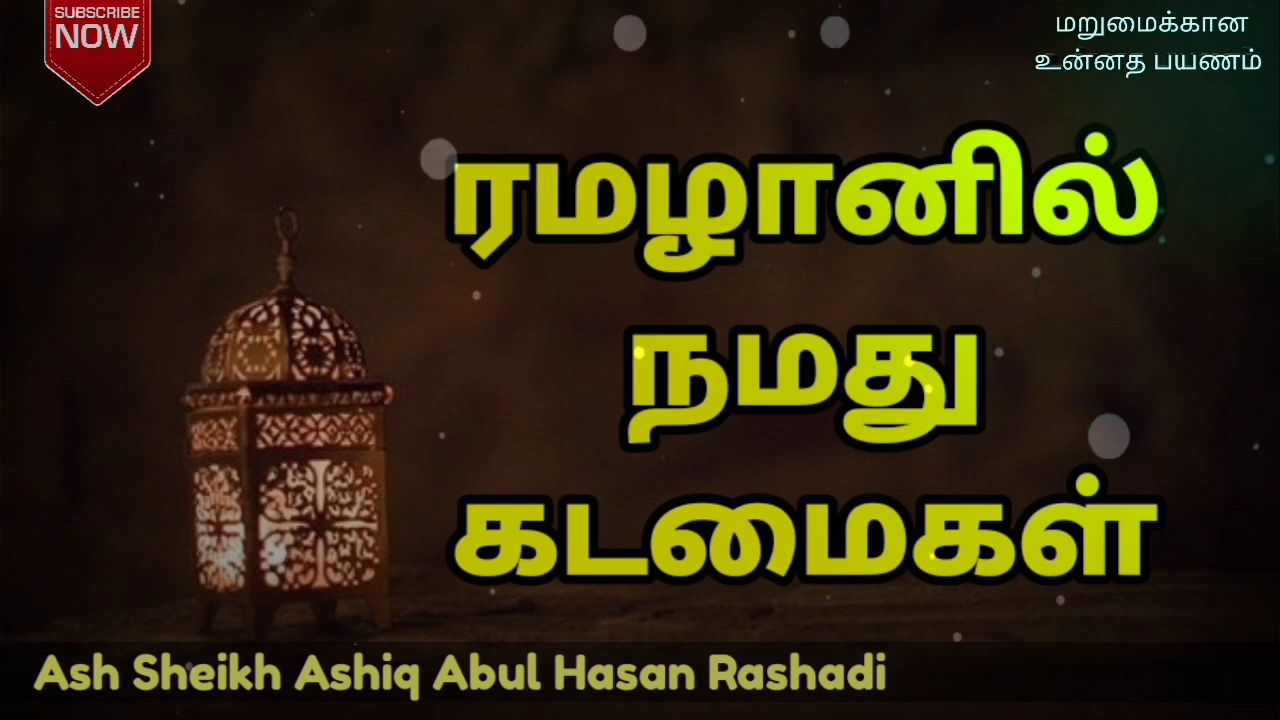 SUBSCRIBE
NOW
மறுமைக்கான
உன்னத பயணம்
ரமழானில்
நமது
கடமைகள்
Ash Sheikh Ashiq Abul Hasan Rashadi